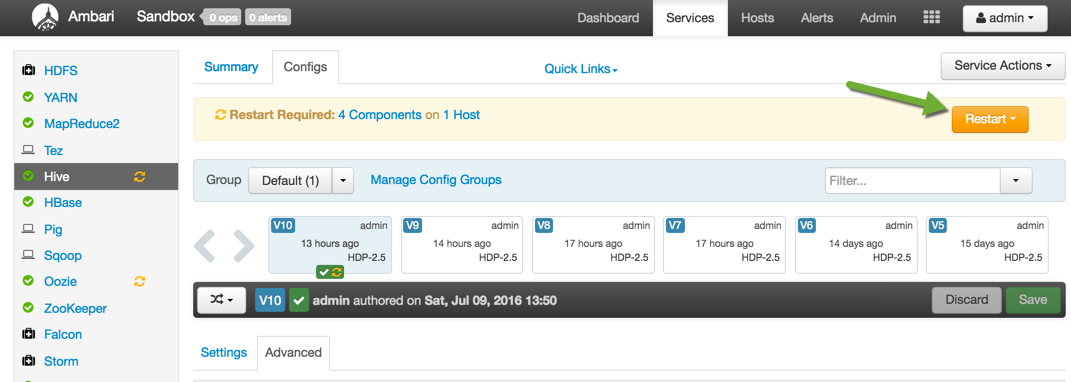 Ambari Sandbox 0 ops 0 alerts Dashboard Services Hosts Alerts Admin admin
HDFS
YARN
MapReduce2
Tez
Hive
HBase
Pig
Sqoop
Oozie
ZooKeeper
Falcon
Storm
Summary Configs Quick Links Service Actions
Restart Required: 4 Components on 1 Host Restart
Group Default (1) Manage Config Groups Filter...
V10 admin
13 hours ago
HDP-2.5
V9 admin
14 hours ago
HDP-2.5
V8 admin
17 hours ago
HDP-2.5
V7 admin
17 hours ago
HDP-2.5
V6 admin
14 days ago
HDP-2.5
V5 admin
15 days ago
HDP-2.5
V10 admin authored on Sat, Jul 09, 2016 13:50 Discard Save
Settings Advanced